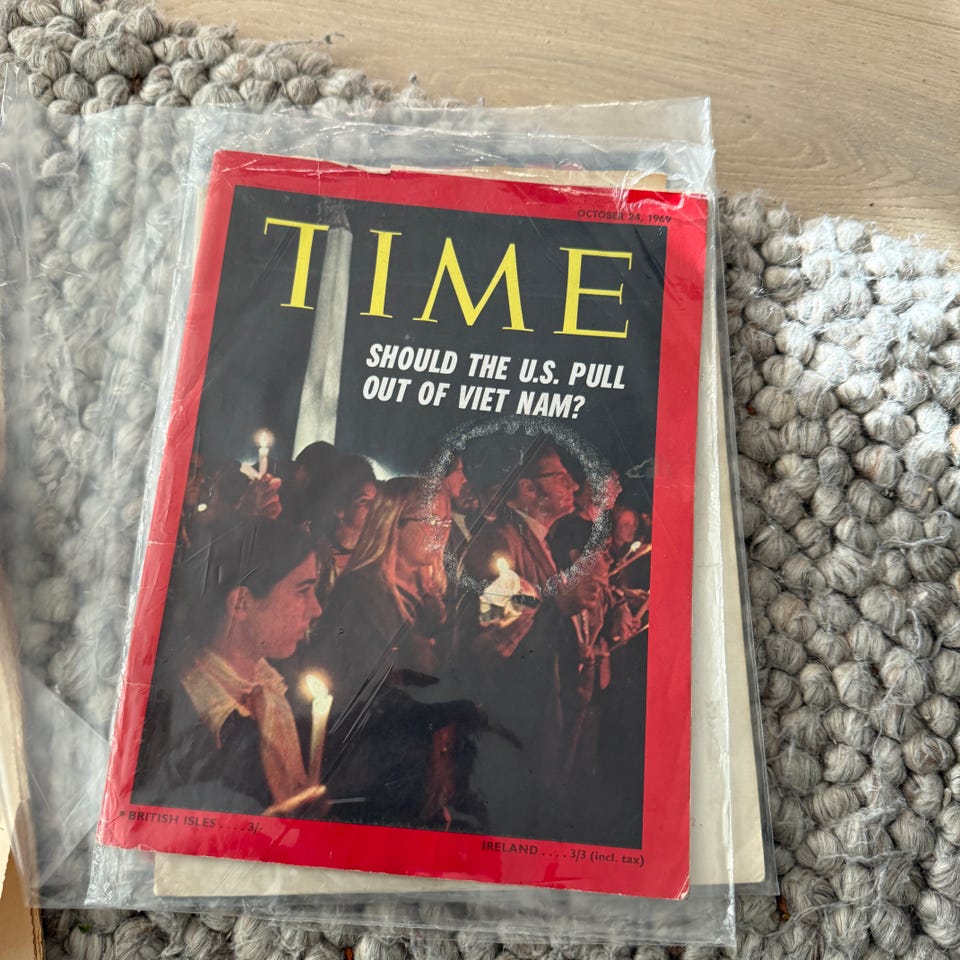 OCTOBER 24, 1969
TIME
SHOULD THE U.S. PULL
OUT OF VIET NAM?
BRITISH ISLES . . . . 3/-
IRELAND . . . . 3/3 (incl. tax)
2.